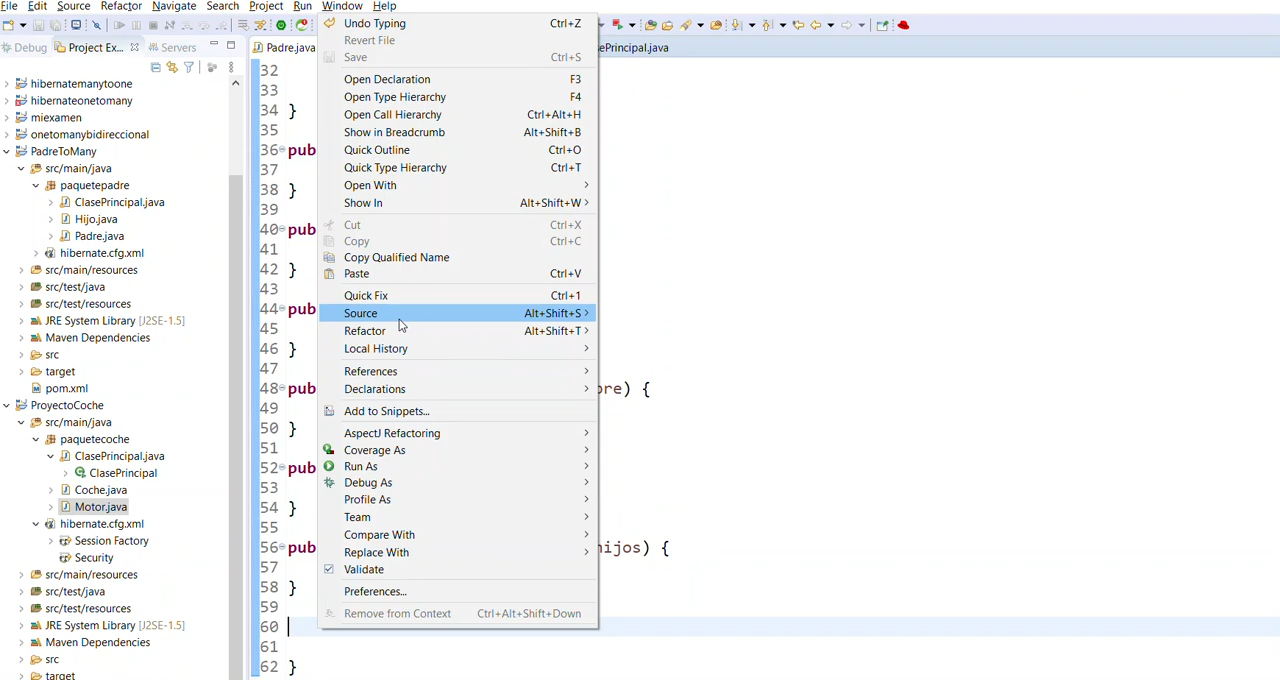 File Edit Source Refactor Navigate Search Project Run Window Help
Debug Project Ex... Servers
hibernatemanytoone
hibernateonetomany
miexamen
onetomanybidireccional
PadreToMany
src/main/java
paquetepadre
ClasePrincipal.java
Hijo.java
Padre.java
hibernate.cfg.xml
src/main/resources
src/test/java
src/test/resources
JRE System Library [J2SE-1.5]
Maven Dependencies
src
target
pom.xml
ProyectoCoche
src/main/java
paquetecoche
ClasePrincipal.java
ClasePrincipal
Coche.java
Motor.java
hibernate.cfg.xml
Session Factory
Security
src/main/resources
src/test/java
src/test/resources
JRE System Library [J2SE-1.5]
Maven Dependencies
src
target
Padre.java
sePrincipal.java
32
33
34 }
35
36 pub
37
38 }
39
40 pub
41
42 }
43
44 pub
45
46 }
47
48 pub bre) {
49
50 }
51
52 pub
53
54 }
55
56 pub hijos) {
57
58 }
59
60
61
62 }
Undo Typing Ctrl+Z
Revert File
Save Ctrl+S
Open Declaration F3
Open Type Hierarchy F4
Open Call Hierarchy Ctrl+Alt+H
Show in Breadcrumb Alt+Shift+B
Quick Outline Ctrl+O
Quick Type Hierarchy Ctrl+T
Open With
Show In Alt+Shift+W
Cut Ctrl+X
Copy Ctrl+C
Copy Qualified Name
Paste Ctrl+V
Quick Fix Ctrl+1
Source Alt+Shift+S
Refactor Alt+Shift+T
Local History
References
Declarations
Add to Snippets...
AspectJ Refactoring
Coverage As
Run As
Debug As
Profile As
Team
Compare With
Replace With
Validate
Preferences...
Remove from Context Ctrl+Alt+Shift+Down